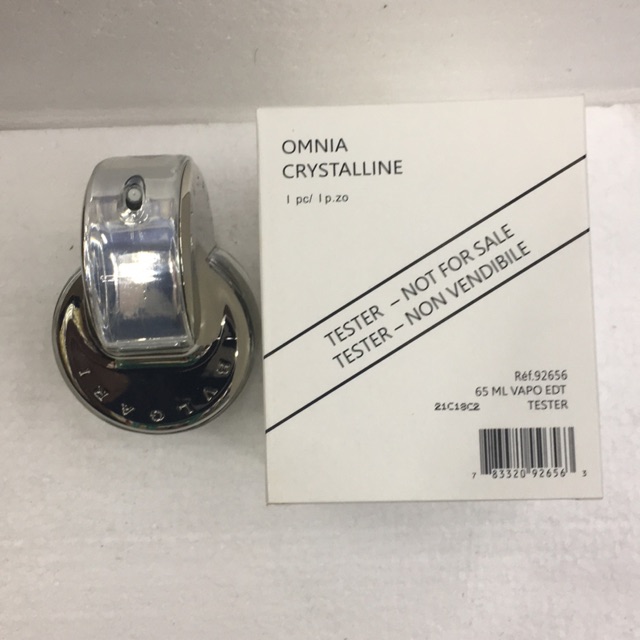 OMNIA
CRYSTALLINE
1 pc/ 1 p.zo
TESTER – NOT FOR SALE
TESTER – NON VENDIBILE
Réf.92656
65 ML VAPO EDT
21C18C2 TESTER
7 83320 92656 3
BVLGARI